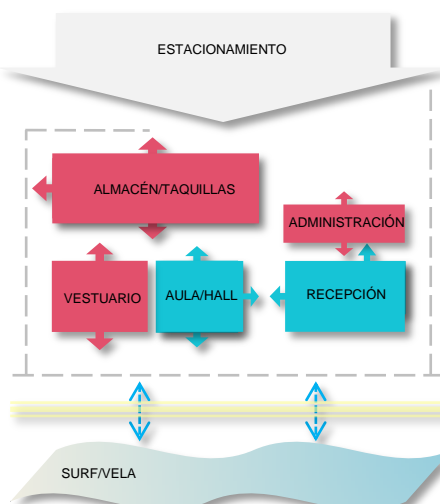 ESTACIONAMIENTO
ALMACÉN/TAQUILLAS
ADMINISTRACIÓN
VESTUARIO
AULA/HALL
RECEPCIÓN
SURF/VELA